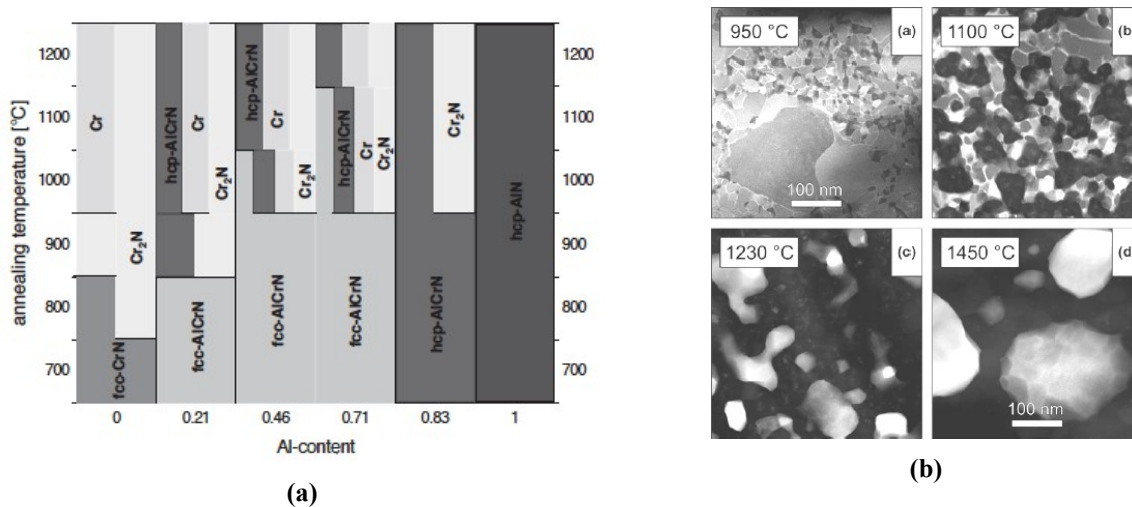 1200
1100
1000
900
800
700
annealing temperature [°C]
Cr
Cr₂N
fcc-CrN
hcp-AlCrN
Cr
Cr₂N
fcc-AlCrN
hcp-AlCrN
Cr
Cr₂N
fcc-AlCrN
hcp-AlCrN
Cr
Cr₂N
fcc-AlCrN
Cr₂N
hcp-AlCrN
hcp-AlN
1200
1100
1000
900
800
700
0 0.21 0.46 0.71 0.83 1
Al-content
(a)
950 °C (a)
100 nm
1100 °C (b)
1230 °C (c)
1450 °C (d)
100 nm
(b)